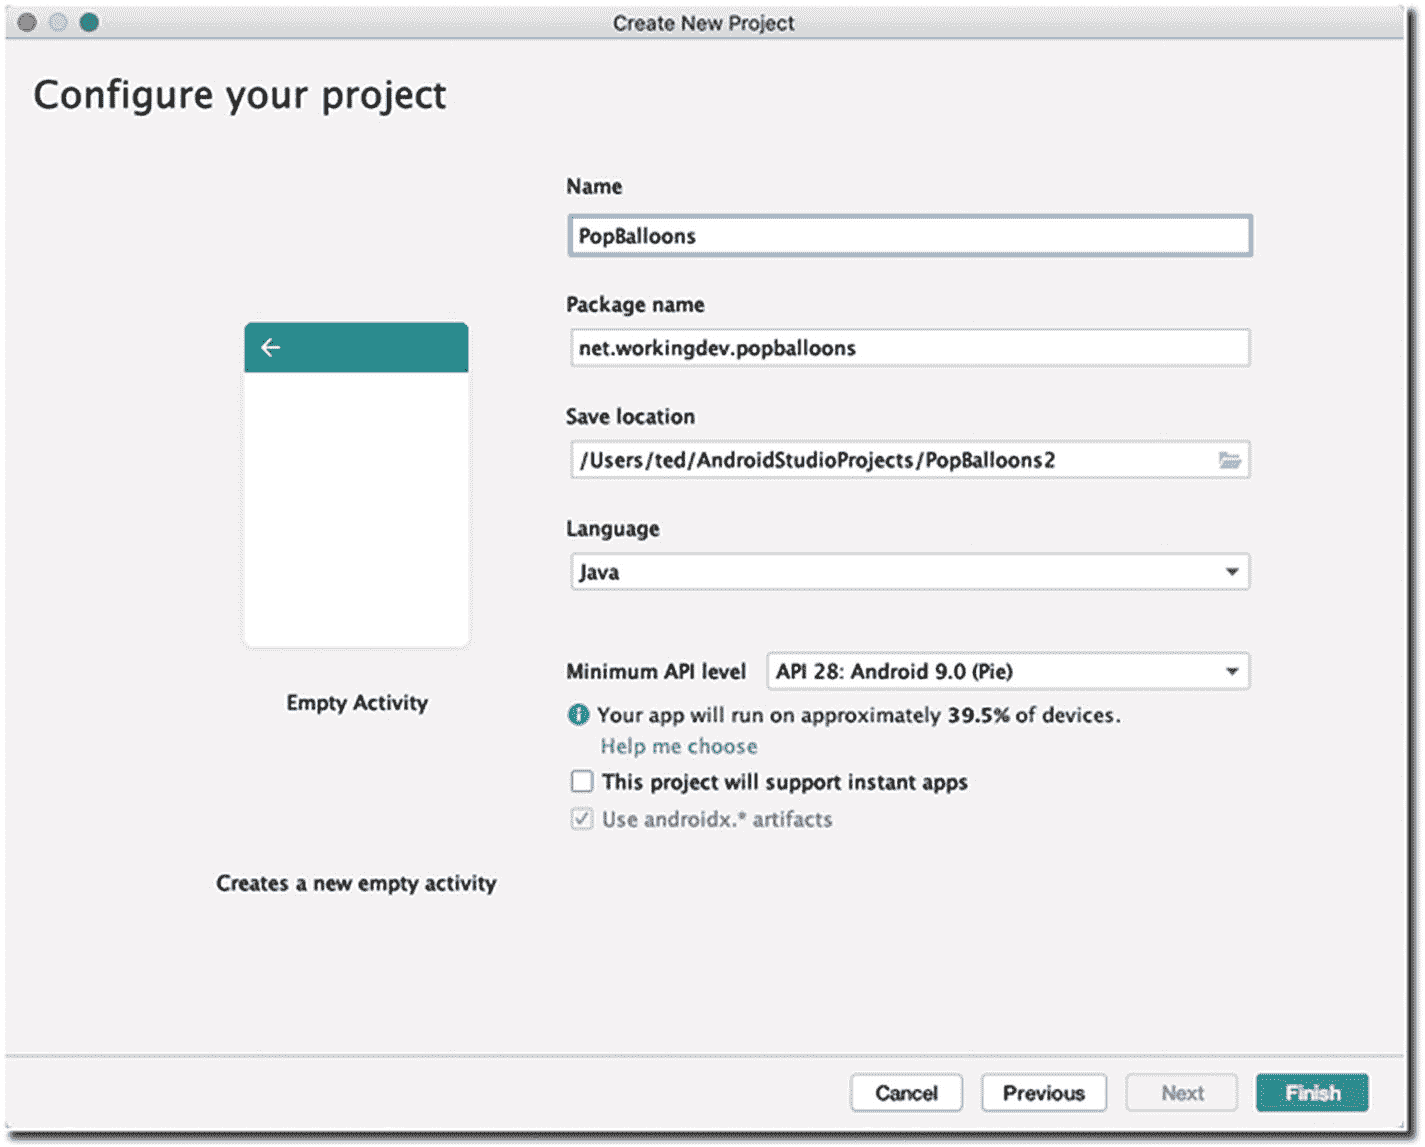 Create New Project
Configure your project
Name
PopBalloons
Package name
net.workingdev.popballoons
Save location
/Users/ted/AndroidStudioProjects/PopBalloons2
Language
Java
Minimum API level
API 28: Android 9.0 (Pie)
Your app will run on approximately 39.5% of devices.
Help me choose
This project will support instant apps
Use androidx.* artifacts
Empty Activity
Creates a new empty activity
Cancel
Previous
Next
Finish